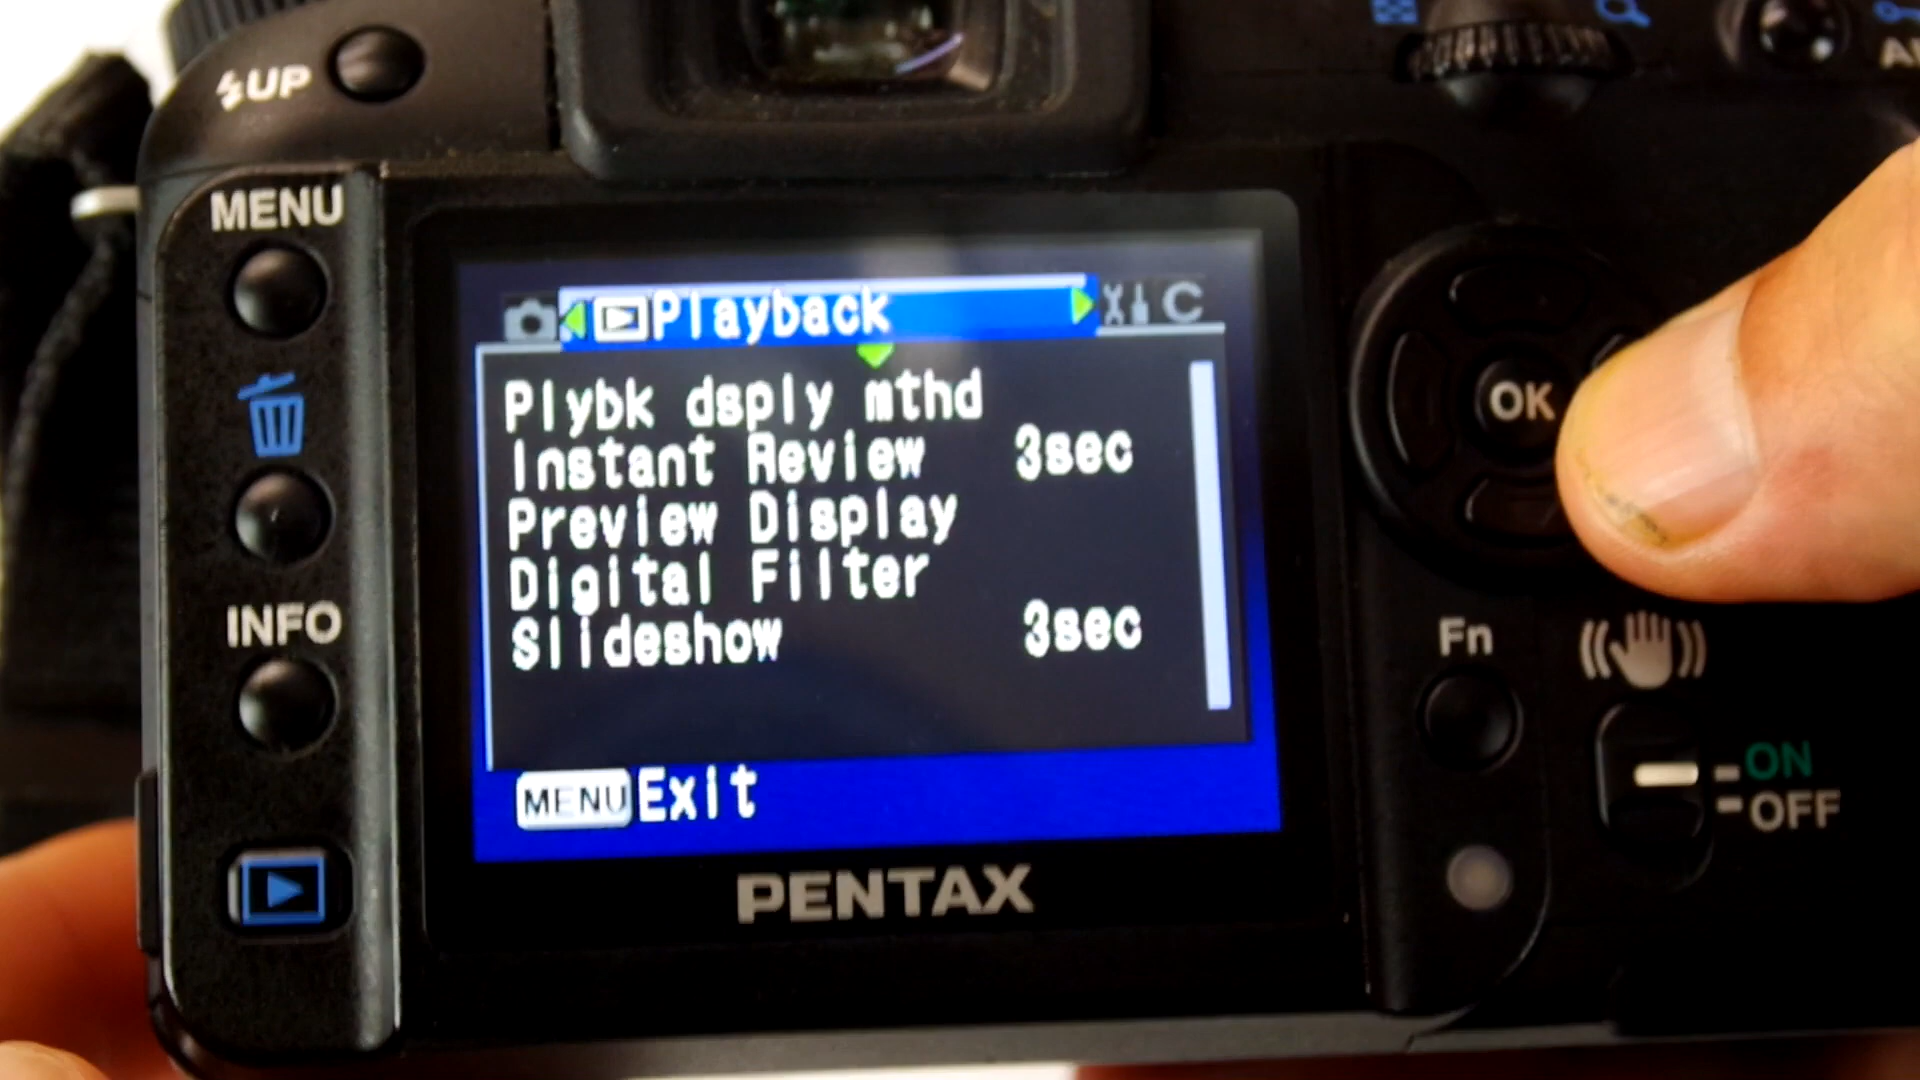 UP
MENU
Playback
C
Plybk dsply mthd
Instant Review 3sec
Preview Display
Digital Filter
Slideshow 3sec
MENU Exit
PENTAX
INFO
OK
Fn
ON
OFF